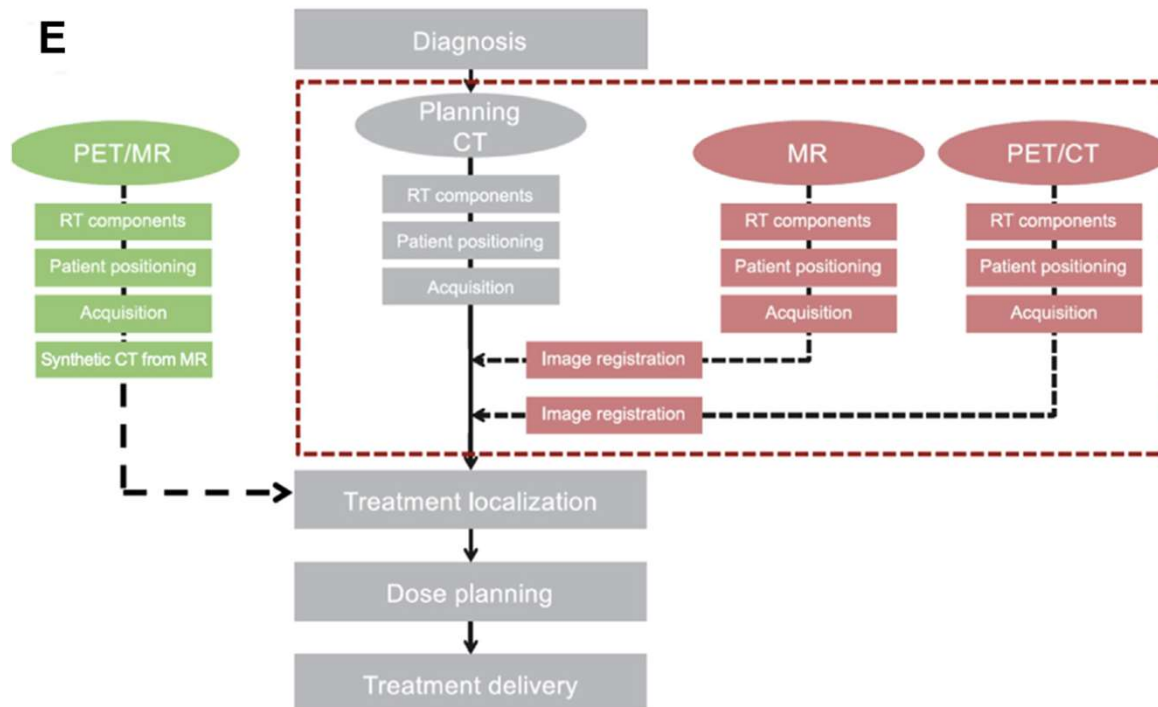 E
Diagnosis
Planning
CT
RT components
Patient positioning
Acquisition
PET/MR
RT components
Patient positioning
Acquisition
Synthetic CT from MR
MR
RT components
Patient positioning
Acquisition
Image registration
PET/CT
RT components
Patient positioning
Acquisition
Image registration
Treatment localization
Dose planning
Treatment delivery